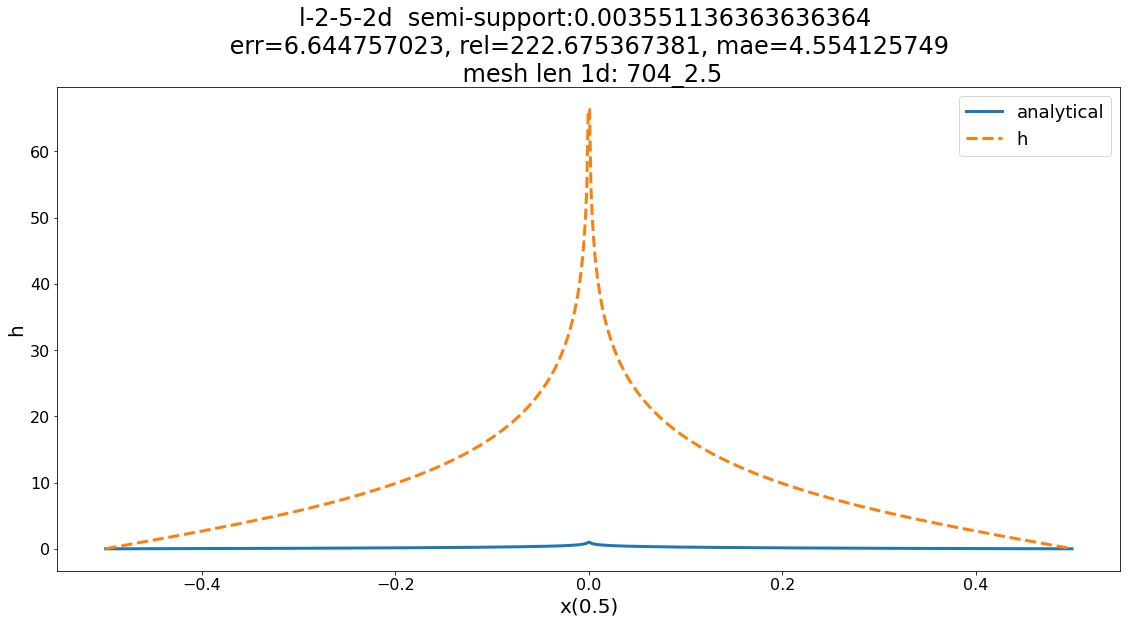 l-2-5-2d  semi-support:0.0035511363636363​64
err=6.644757023, rel=222.675367381, mae=4.554125749
mesh len 1d: 704_2.5
analytical
h
60
50
40
30
20
10
0
h
−0.4
−0.2
0.0
0.2
0.4
x(0.5)